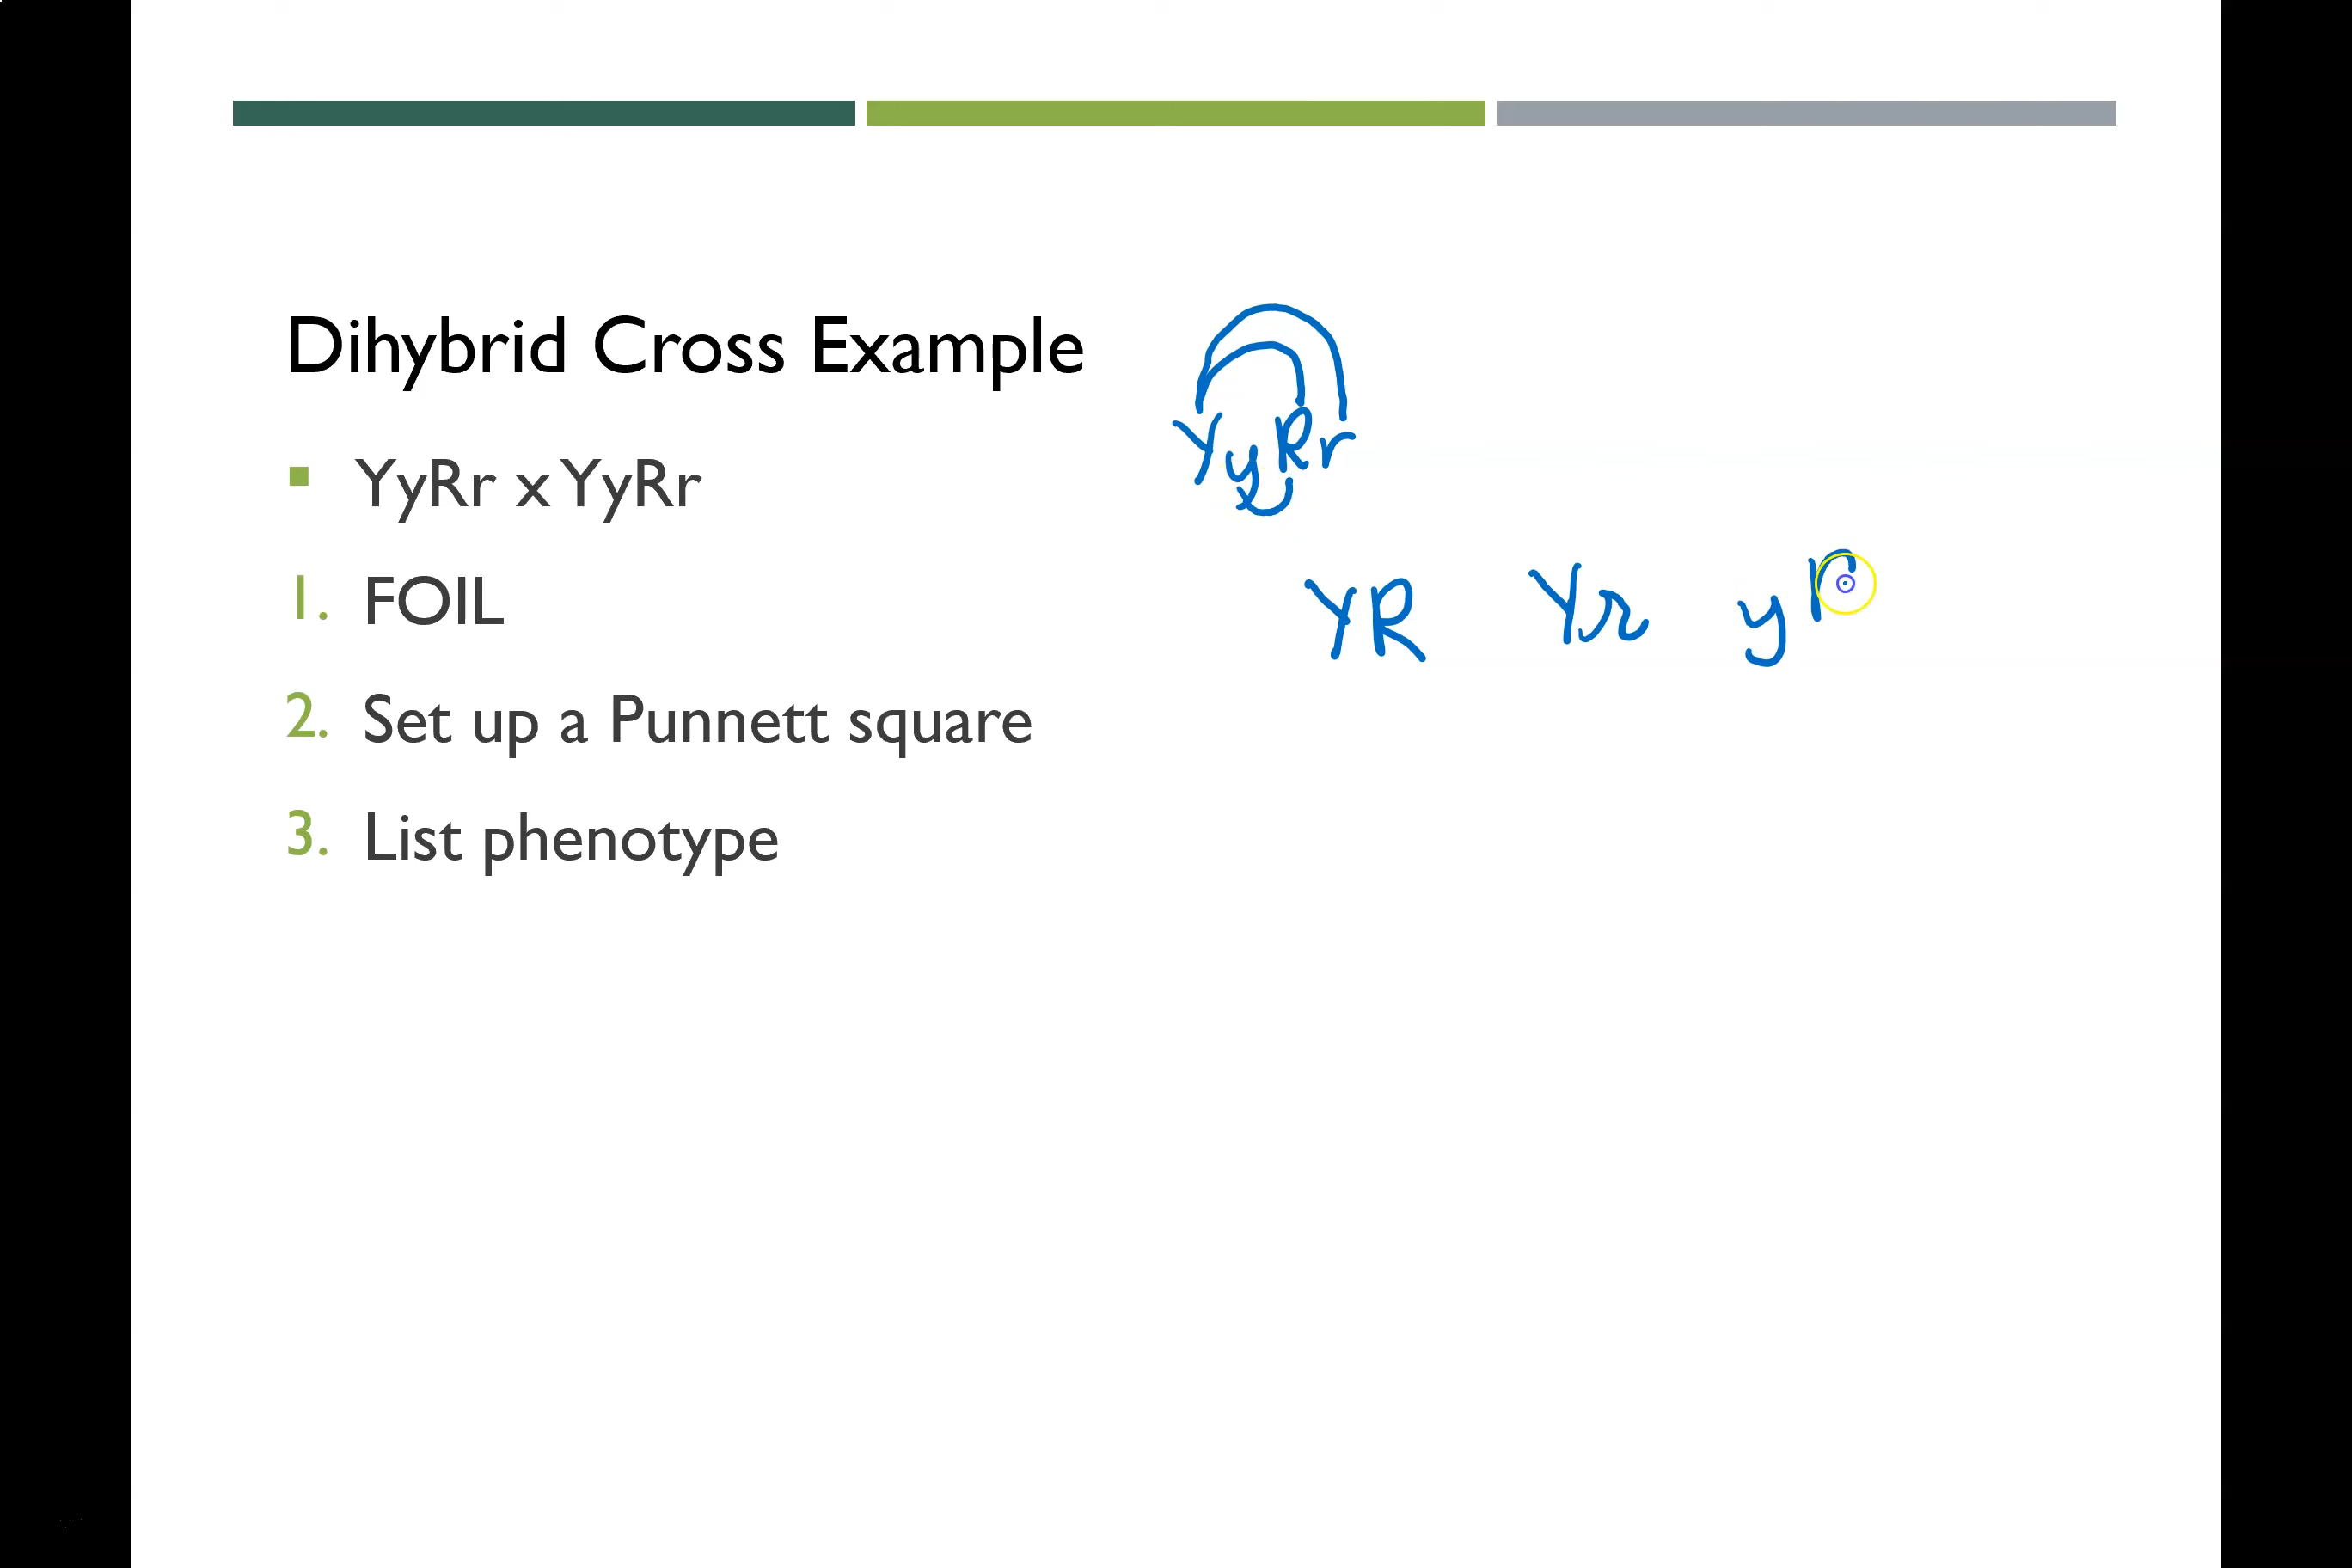 Dihybrid Cross Example
YyRr
YyRr x YyRr
1. FOIL
YR Yr y
2. Set up a Punnett square
3. List phenotype